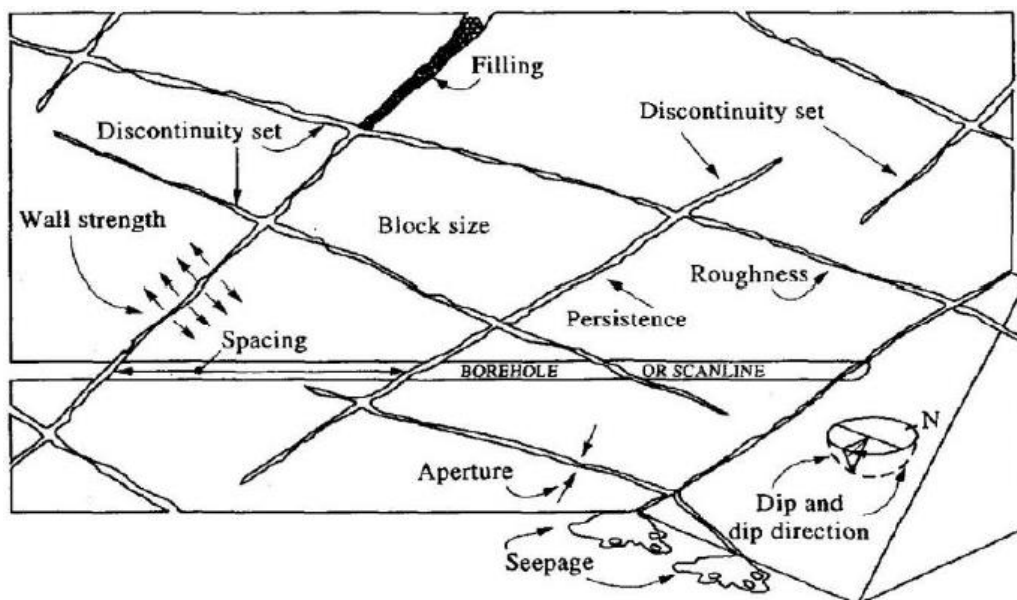 Filling
Discontinuity set
Discontinuity set
Wall strength
Block size
Roughness
Persistence
Spacing
BOREHOLE OR SCANLINE
N
Aperture
Dip and
dip direction
Seepage